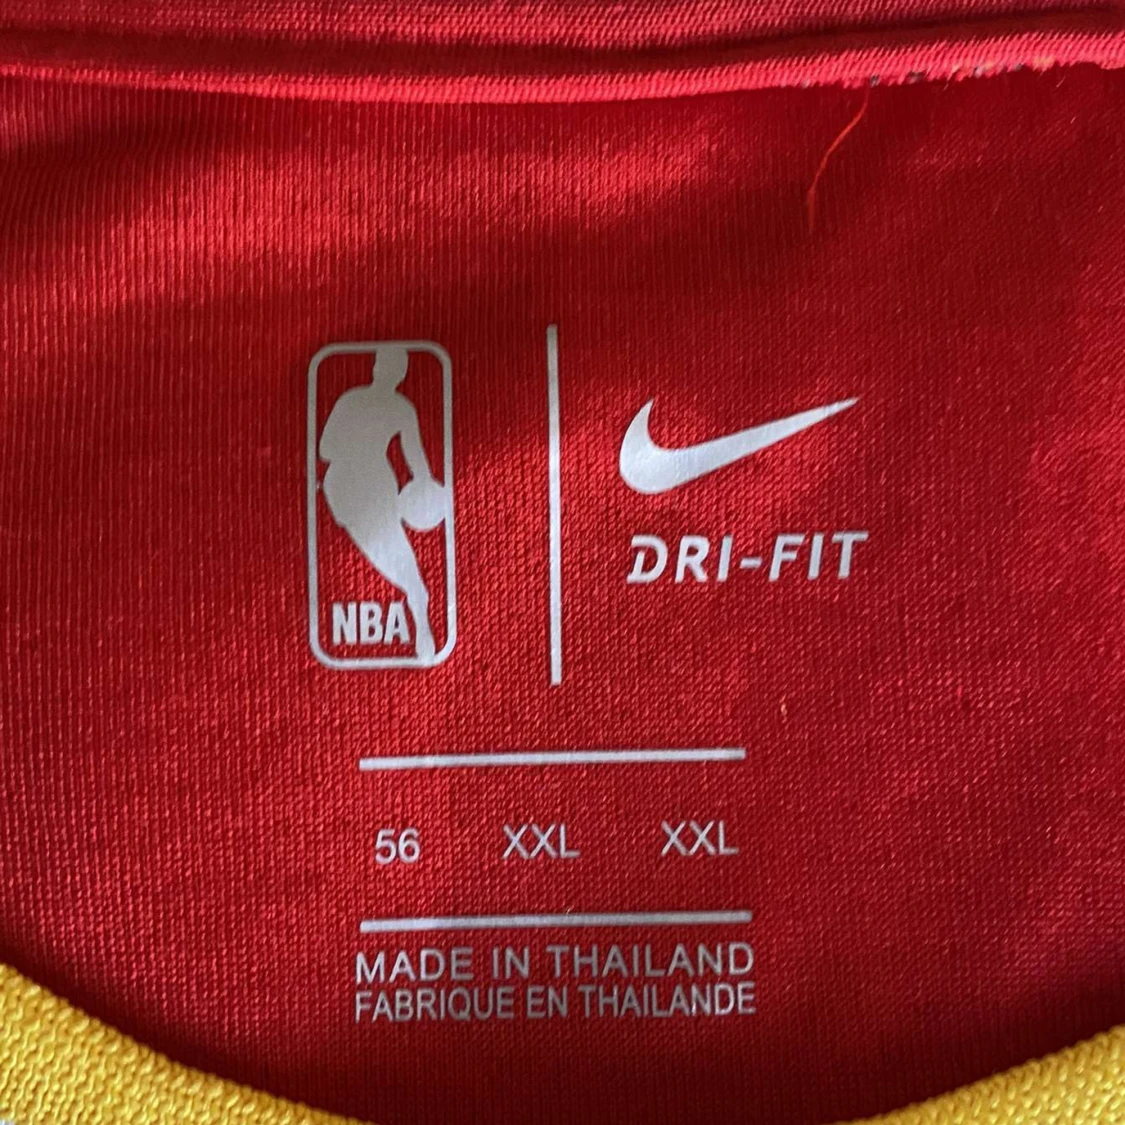 NBA
DRI-FIT
56 XXL XXL
MADE IN THAILAND
FABRIQUE EN THAILANDE